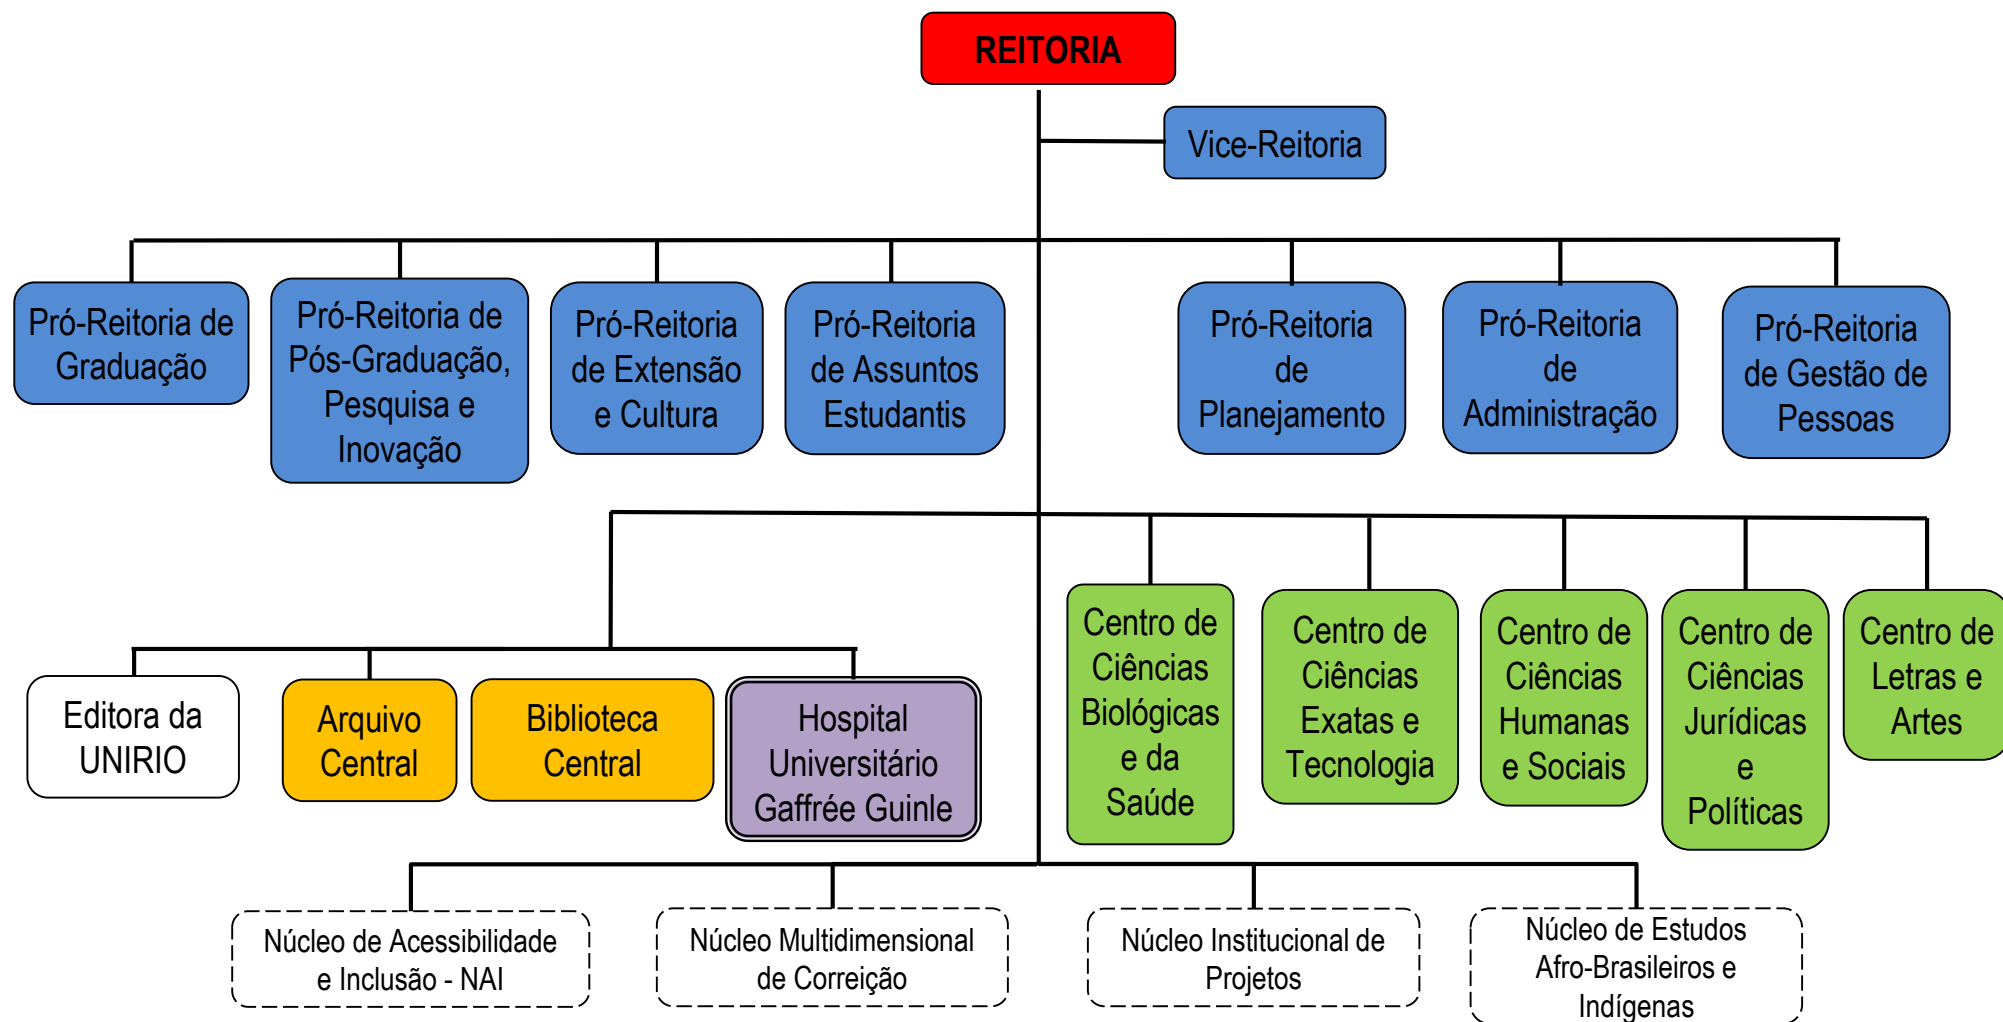 REITORIA
Vice-Reitoria
Pró-Reitoria de
Graduação
Pró-Reitoria de
Pós-Graduação,
Pesquisa e
Inovação
Pró-Reitoria
de Extensão
e Cultura
Pró-Reitoria
de Assuntos
Estudantis
Pró-Reitoria
de
Planejamento
Pró-Reitoria
de
Administração
Pró-Reitoria
de Gestão de
Pessoas
Editora da
UNIRIO
Arquivo
Central
Biblioteca
Central
Hospital
Universitário
Gaffrée Guinle
Centro de
Ciências
Biológicas
e da
Saúde
Centro de
Ciências
Exatas e
Tecnologia
Centro de
Ciências
Humanas
e Sociais
Centro de
Ciências
Jurídicas
e
Políticas
Centro de
Letras e
Artes
Núcleo de Acessibilidade
e Inclusão - NAI
Núcleo Multidimensional
de Correição
Núcleo Institucional de
Projetos
Núcleo de Estudos
Afro-Brasileiros e
Indígenas